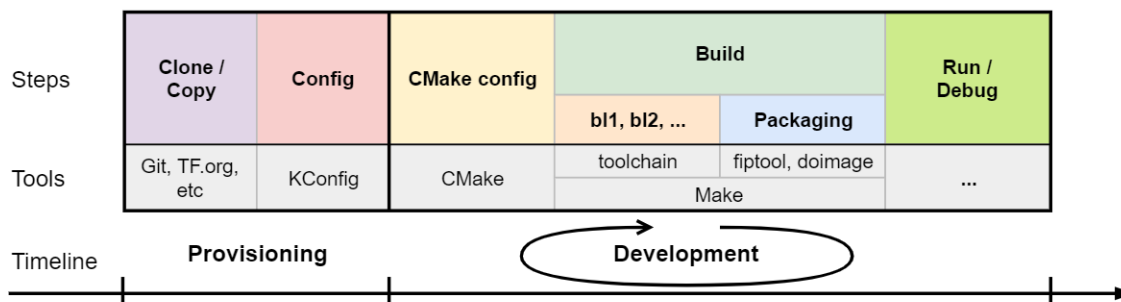 Steps
Clone /
Copy
Config
CMake config
Build
bl1, bl2, ...
Packaging
Run /
Debug
Tools
Git, TF.org,
etc
KConfig
CMake
toolchain
fiptool, doimage
Make
...
Timeline
Provisioning
Development